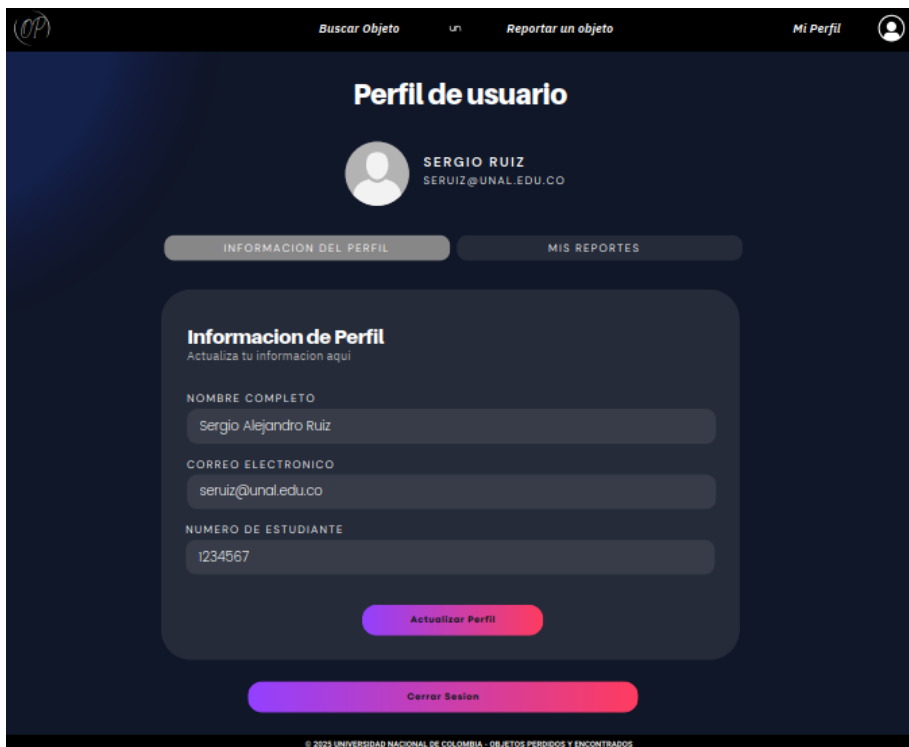 OP
Buscar Objeto un Reportar un objeto Mi Perfil
Perfil de usuario
SERGIO RUIZ
SERUIZ@UNAL.EDU.CO
INFORMACION DEL PERFIL MIS REPORTES
Informacion de Perfil
Actualiza tu informacion aqui
NOMBRE COMPLETO
Sergio Alejandro Ruiz
CORREO ELECTRONICO
seruiz@unal.edu.co
NUMERO DE ESTUDIANTE
1234567
Actualizar Perfil
Cerrar Sesion
© 2025 UNIVERSIDAD NACIONAL DE COLOMBIA - OBJETOS PERDIDOS Y ENCONTRADOS